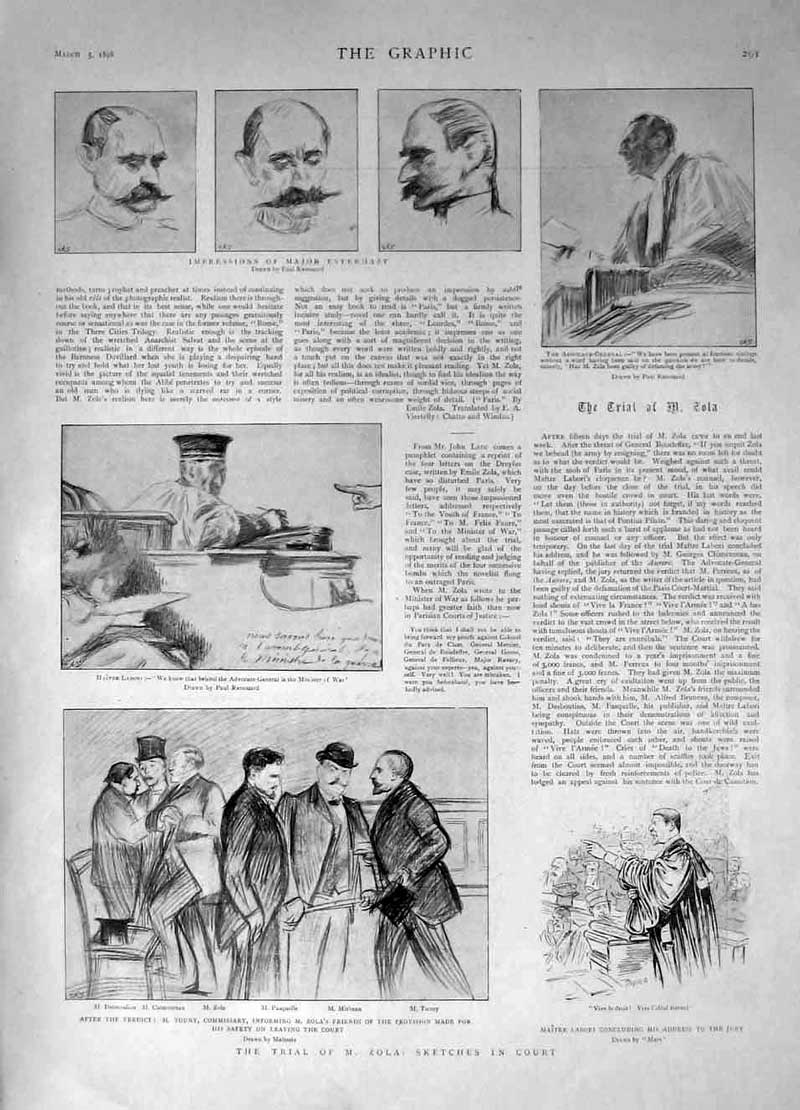 March 5, 1898
THE GRAPHIC
IMPRESSIONS OF MAJOR ESTERHAZY
Drawn by Paul Renouard
The Advocate-General :—"We have been present at
without a word having been said on the question
"Has M. Zola been guilty of defaming the army?"
Drawn by Paul Renouard
methods, turns prophet and preacher at times instead of continuing
in his old rôle of the photographic realist. Realism there is through-
out the book, and that in its best sense, while one would hesitate
before saying anywhere that there are any passages gratuitously
coarse or sensational as was the case in the former volume, "Rome,"
in the Three Cities Trilogy. Realistic enough is the tracking
down of the wretched Anarchist Salvat and the scene at the
guillotine; realistic in a different way is the whole episode of
the Baroness Duvillard when she is playing a despairing hand
to try and hold what her lost youth is losing for her. Equally
vivid is the picture of the squalid tenements and their wretched
occupants among whom the Abbé penetrates to try and succour
an old man who is dying like a starved rat in a corner.
But M. Zola's realism here is merely the outcome of a style
which does not seek to produce an impression by subtle
suggestion, but by giving details with a dogged persistence.
Not an easy book to read is "Paris," but a firmly written
incisive study—novel one can hardly call it. It is quite the
most interesting of the three, "Lourdes," "Rome," and
"Paris," because the least realistic; it impresses one as one
goes along with a sort of magnificent decision in the writing,
as though every word were written boldly and rightly, and not
a touch put on the canvas that was not exactly in the right
place; but all this does not make it pleasant reading. Yet M. Zola,
for all his realism, is an idealist, though to find his idealism the way
is often tedious—through scenes of sordid vice, through pages of
exposition of political corruption, through hideous steeps of social
misery and an often wearisome weight of detail. ("Paris." By
Emile Zola. Translated by E. A.
Vizetelly: Chatto and Windus.)
From Mr. John Lane comes a
pamphlet containing a reprint of
the four letters on the Dreyfus
case, written by Emile Zola, which
have so disturbed Paris. Very
few people, it may safely be
said, have seen those impassioned
letters, addressed respectively
"To the Youth of France," "To
France," "To M. Felix Faure,"
and "To the Minister of War,"
which brought about the trial,
and many will be glad of the
opportunity of reading and judging
of the merits of the four successive
bombs which the novelist flung
to an outraged Paris.
When M. Zola wrote to the
Minister of War as follows he per-
haps had greater faith than now
in Parisian Courts of Justice:—
You think that I shall not be able to
bring forward my proofs against Colonel
du Paty de Clam, General Mercier,
General de Boisdeffre, General Gonse,
General de Pellieux, Major Ravary,
against your experts—yes, against your-
self. Very well! You are mistaken. I
warn you beforehand, you have been
badly advised.
Maître Labori:—"We know that behind the Advocate-General is the Minister of War"
Drawn by Paul Renouard
The Trial of M. Zola
After fifteen days the trial of M. Zola came to an end last
week. After the threat of General Boisdeffre, "If you acquit Zola
we behead the army by resigning," there was no room left for doubt
as to what the verdict would be. Weighed against such a threat,
with the mob of Paris in its present mood, of what avail could
Maître Labori's eloquence be? M. Zola's counsel, however,
on the day before the close of the trial, in his speech did
move even the hostile crowd in court. His last words were,
"Let them (those in authority) not forget, if my words reached
them, that the name in history which is branded in history as the
most execrated is that of Pontius Pilate." This daring and eloquent
passage called forth such a burst of applause as had not been heard
in honour of counsel or any officer. But the effect was only
temporary. On the last day of the trial Maître Labori concluded
his address, and he was followed by M. Georges Clémenceau, on
behalf of the publisher of the Aurore. The Advocate-General
having replied, the jury returned the verdict that M. Perreux, as of
the Aurore, and M. Zola, as the writer of the article in question, had
been guilty of the defamation of the Paris Court-Martial. They said
nothing of extenuating circumstances. The verdict was received with
loud shouts of "Vive la France!" "Vive l'Armée!" and "A bas
Zola!" Some officers rushed to the balconies and announced the
verdict to the vast crowd in the street below, who received the result
with tumultuous shouts of "Vive l'Armée!" M. Zola, on hearing the
verdict, said: "They are cannibals." The Court withdrew for
ten minutes to deliberate, and then the sentence was pronounced.
M. Zola was condemned to a year's imprisonment and a fine
of 3,000 francs, and M. Perreux to four months' imprisonment
and a fine of 3,000 francs. They had given M. Zola the maximum
penalty. A great cry of exultation went up from the public, the
officers and their friends. Meanwhile M. Zola's friends surrounded
him and shook hands with him, M. Alfred Bruneau, the composer,
M. Desboutins, M. Fasquelle, his publisher, and Maître Labori
being conspicuous in their demonstrations of affection and
sympathy. Outside the Court the scene was one of wild exul-
tation. Hats were thrown into the air, handkerchiefs were
waved, people embraced each other, and shouts were raised
of "Vive l'Armée!" Cries of "Death to the Jews!" were
heard on all sides, and a number of scuffles took place. Exit
from the Court seemed almost impossible, and the doorway had
to be cleared by fresh reinforcements of police. M. Zola has
lodged an appeal against his sentence with the Cour de Cassation.
M. Desmoulins M. Clemenceau M. Zola M. Fasquelle M. Mirbeau M. Touny
AFTER THE VERDICT: M. TOUNY, COMMISSARY, INFORMING M. ZOLA'S FRIENDS OF THE PROVISION MADE FOR
HIS SAFETY ON LEAVING THE COURT
MAÎTRE LABORI CONCLUDING HIS ADDRESS TO THE JURY
Drawn by "Mars"
THE TRIAL OF M. ZOLA: SKETCHES IN COURT